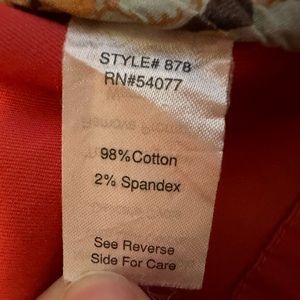 STYLE# 878
RN#54077
98%Cotton
2% Spandex
See Reverse
Side For Care